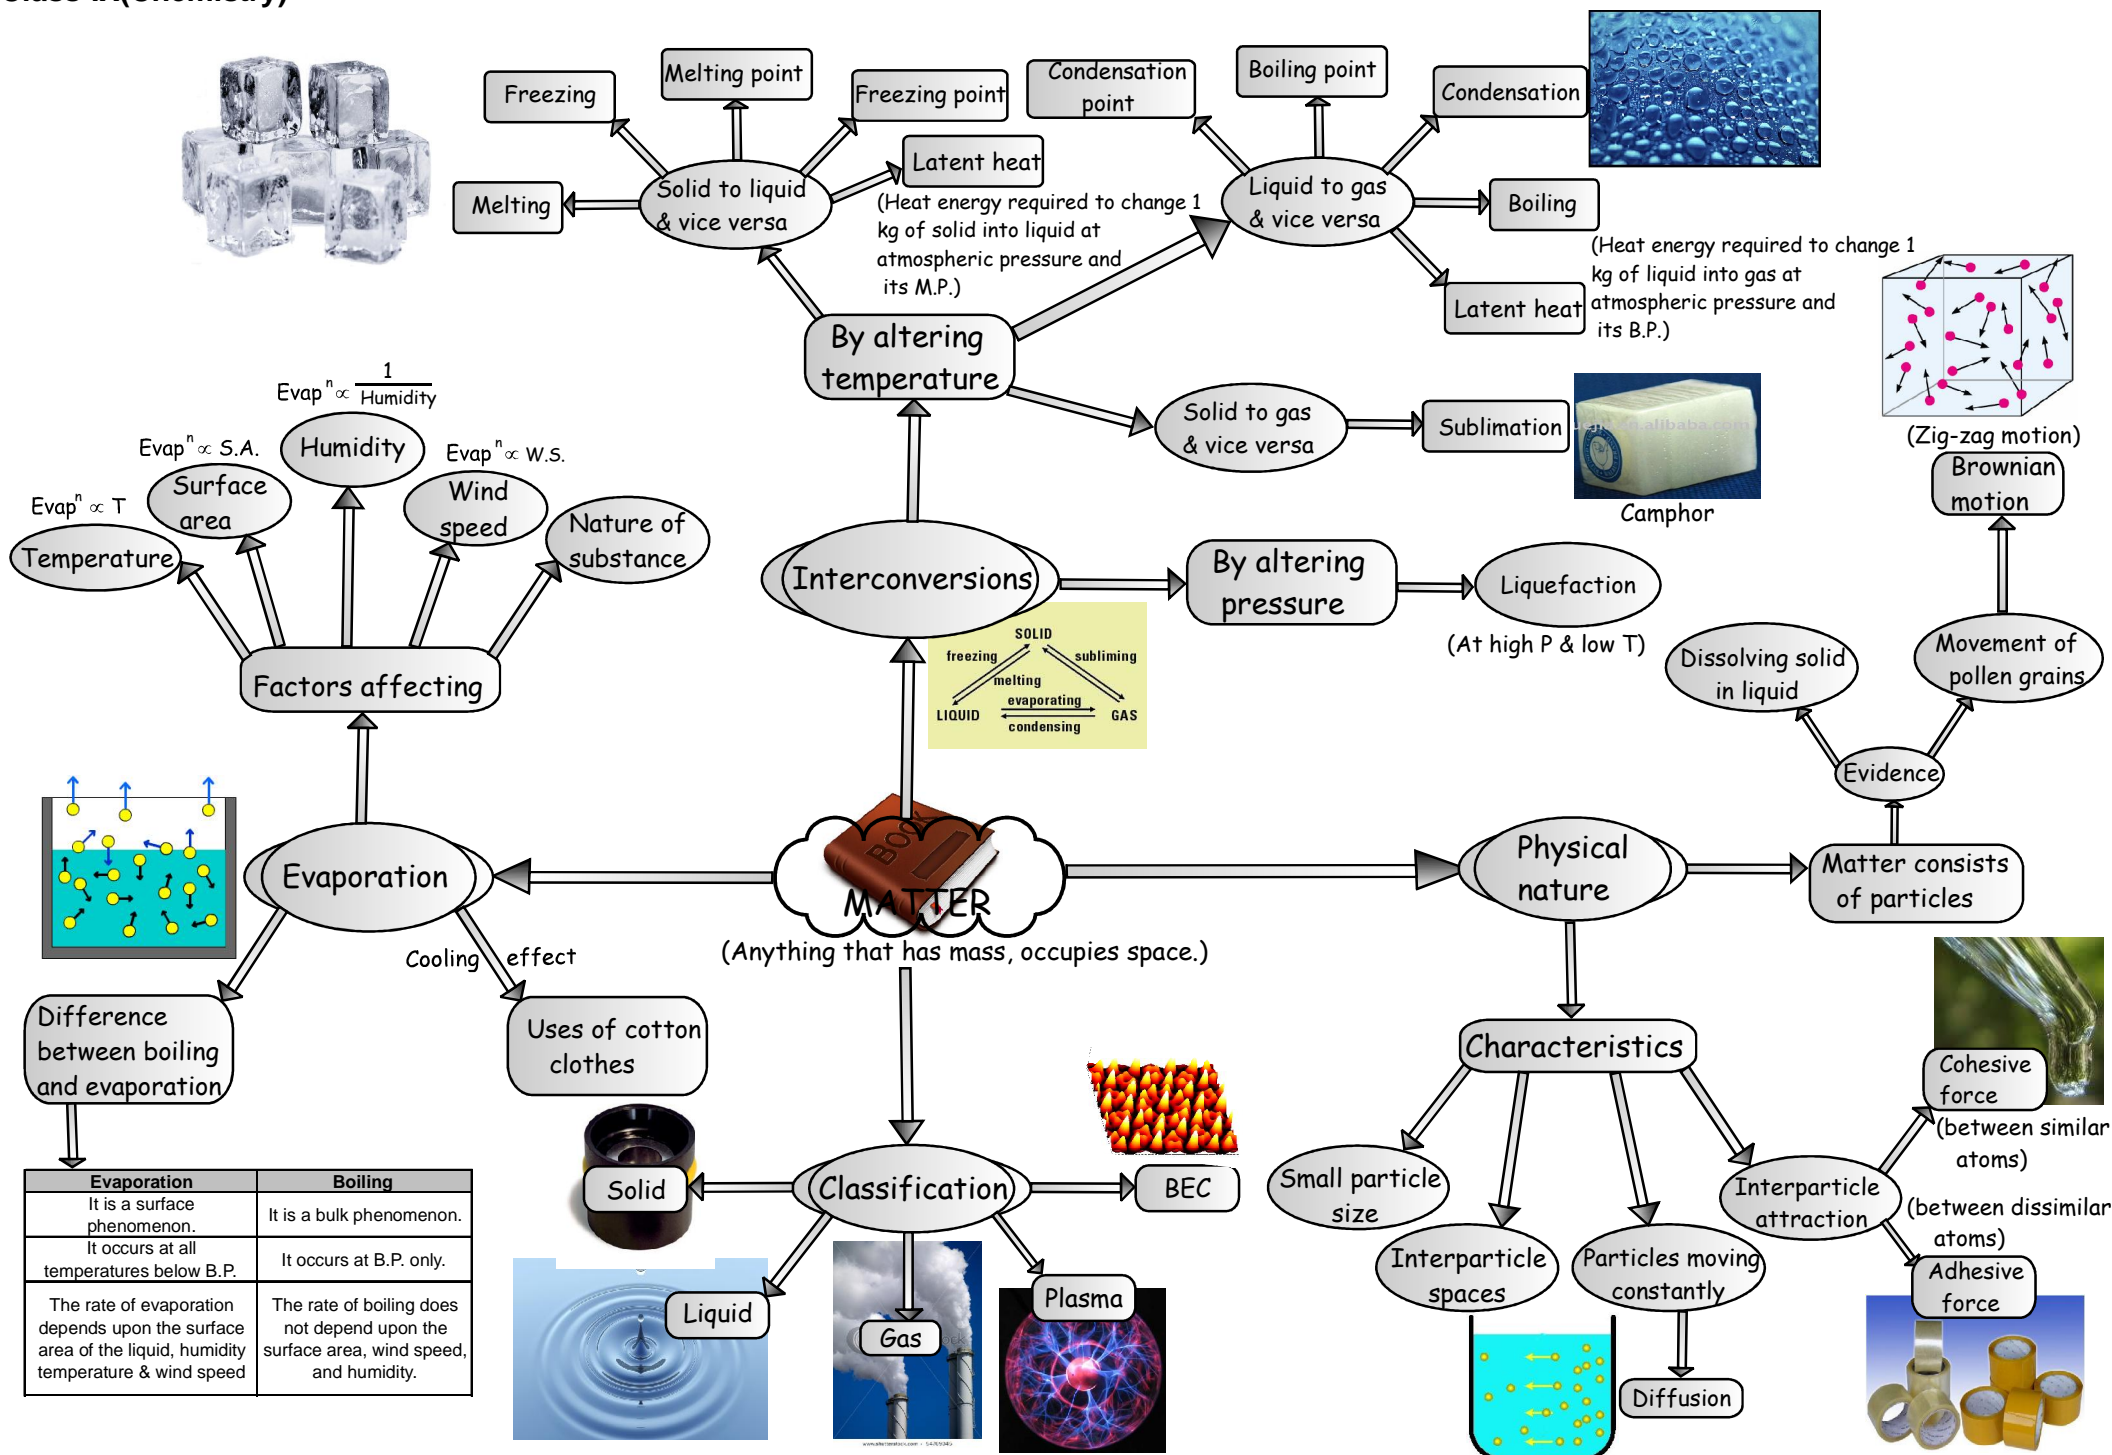 Class IX(Chemistry)
Freezing
Melting point
Freezing point
Melting
Solid to liquid
& vice versa
Latent heat
(Heat energy required to change 1
kg of solid into liquid at
atmospheric pressure and
its M.P.)
Condensation
point
Boiling point
Condensation
Liquid to gas
& vice versa
Boiling
Latent heat
(Heat energy required to change 1
kg of liquid into gas at
atmospheric pressure and
its B.P.)
(Zig-zag motion)
Brownian
motion
By altering
temperature
Solid to gas
& vice versa
Sublimation
Camphor
Evapⁿ ∝ 1/Humidity
Evapⁿ ∝ S.A.
Humidity
Evapⁿ ∝ W.S.
Evapⁿ ∝ T
Surface
area
Wind
speed
Nature of
substance
Temperature
Factors affecting
Interconversions
By altering
pressure
Liquefaction
(At high P & low T)
SOLID
freezing
subliming
melting
evaporating
LIQUID
GAS
condensing
Dissolving solid
in liquid
Movement of
pollen grains
Evidence
Matter consists
of particles
Physical
nature
Evaporation
BOOK
MATTER
(Anything that has mass, occupies space.)
Cooling effect
Difference
between boiling
and evaporation
Uses of cotton
clothes
Evaporation
Boiling
It is a surface
phenomenon.
It is a bulk phenomenon.
It occurs at all
temperatures below B.P.
It occurs at B.P. only.
The rate of evaporation
depends upon the surface
area of the liquid, humidity
temperature & wind speed
The rate of boiling does
not depend upon the
surface area, wind speed,
and humidity.
Solid
Classification
BEC
Liquid
Gas
Plasma
Characteristics
Small particle
size
Interparticle
spaces
Particles moving
constantly
Diffusion
Interparticle
attraction
Cohesive
force
(between similar
atoms)
(between dissimilar
atoms)
Adhesive
force